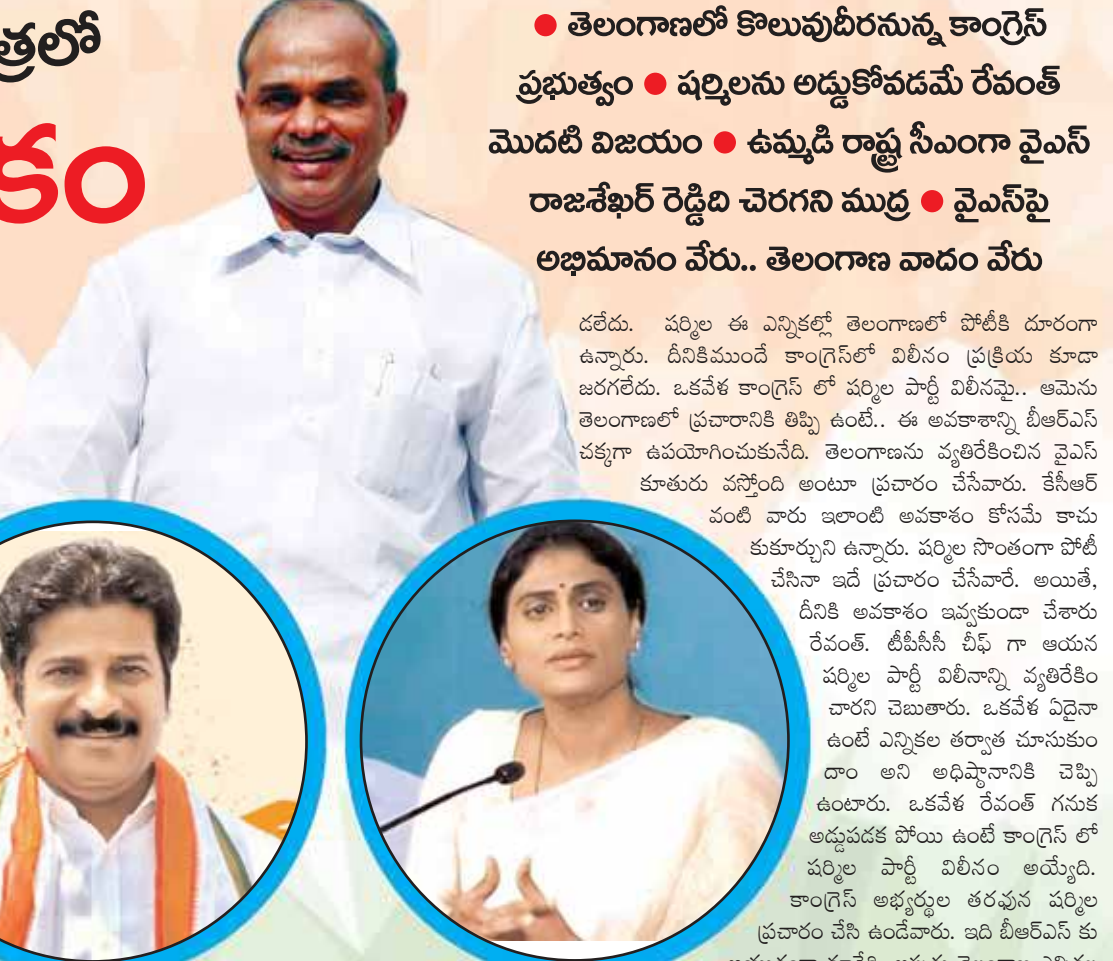 త్రలో
కం
● తెలంగాణలో కొలువుదీరనున్న కాంగ్రెస్
ప్రభుత్వం ● షర్మిలను అడ్డుకోవడమే రేవంత్
మొదటి విజయం ● ఉమ్మడి రాష్ట్ర సీఎంగా వైఎస్
రాజశేఖర్ రెడ్డిది చెరగని ముద్ర ● వైఎస్‌పై
అభిమానం వేరు.. తెలంగాణ వాదం వేరు
డలేదు. షర్మిల ఈ ఎన్నికల్లో తెలంగాణలో పోటీకి దూరంగా
ఉన్నారు. దీనికిముందే కాంగ్రెస్‌లో విలీనం ప్రక్రియ కూడా
జరగలేదు. ఒకవేళ కాంగ్రెస్ లో షర్మిల పార్టీ విలీనమై.. ఆమెను
తెలంగాణలో ప్రచారానికి తిప్పి ఉంటే.. ఈ అవకాశాన్ని బీఆర్ఎస్
చక్కగా ఉపయోగించుకునేది. తెలంగాణను వ్యతిరేకించిన వైఎస్
కూతురు వస్తోంది అంటూ ప్రచారం చేసేవారు. కేసీఆర్
వంటి వారు ఇలాంటి అవకాశం కోసమే కాచు
కుకూర్చుని ఉన్నారు. షర్మిల సొంతంగా పోటీ
చేసినా ఇదే ప్రచారం చేసేవారే. అయితే,
దీనికి అవకాశం ఇవ్వకుండా చేశారు
రేవంత్. టీపీసీసీ చీఫ్ గా ఆయన
షర్మిల పార్టీ విలీనాన్ని వ్యతిరేకిం
చారని చెబుతారు. ఒకవేళ ఏదైనా
ఉంటే ఎన్నికల తర్వాత చూసుకుం
దాం అని అధిష్ఠానానికి చెప్పి
ఉంటారు. ఒకవేళ రేవంత్ గనుక
అడ్డుపడక పోయి ఉంటే కాంగ్రెస్ లో
షర్మిల పార్టీ విలీనం అయ్యేది.
కాంగ్రెస్ అభ్యర్థుల తరఫున షర్మిల
ప్రచారం చేసి ఉండేవారు. ఇది బీఆర్ఎస్ కు